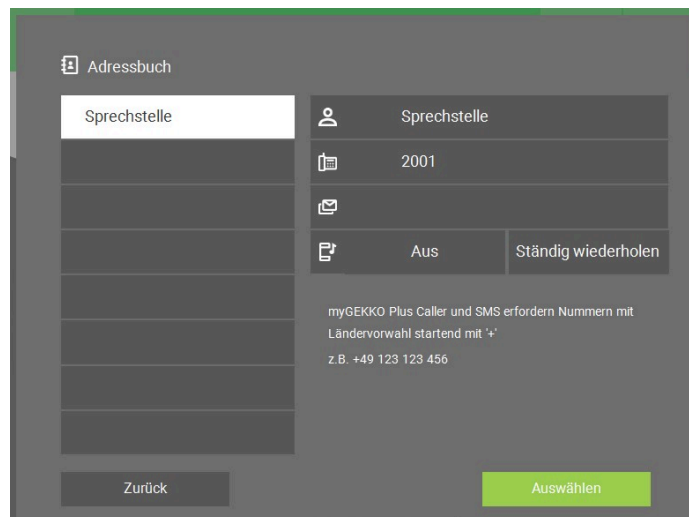 Adressbuch
Sprechstelle
Sprechstelle
2001
Aus
Ständig wiederholen
myGEKKO Plus Caller und SMS erfordern Nummern mit
Ländervorwahl startend mit '+'
z.B. +49 123 123 456
Zurück
Auswählen